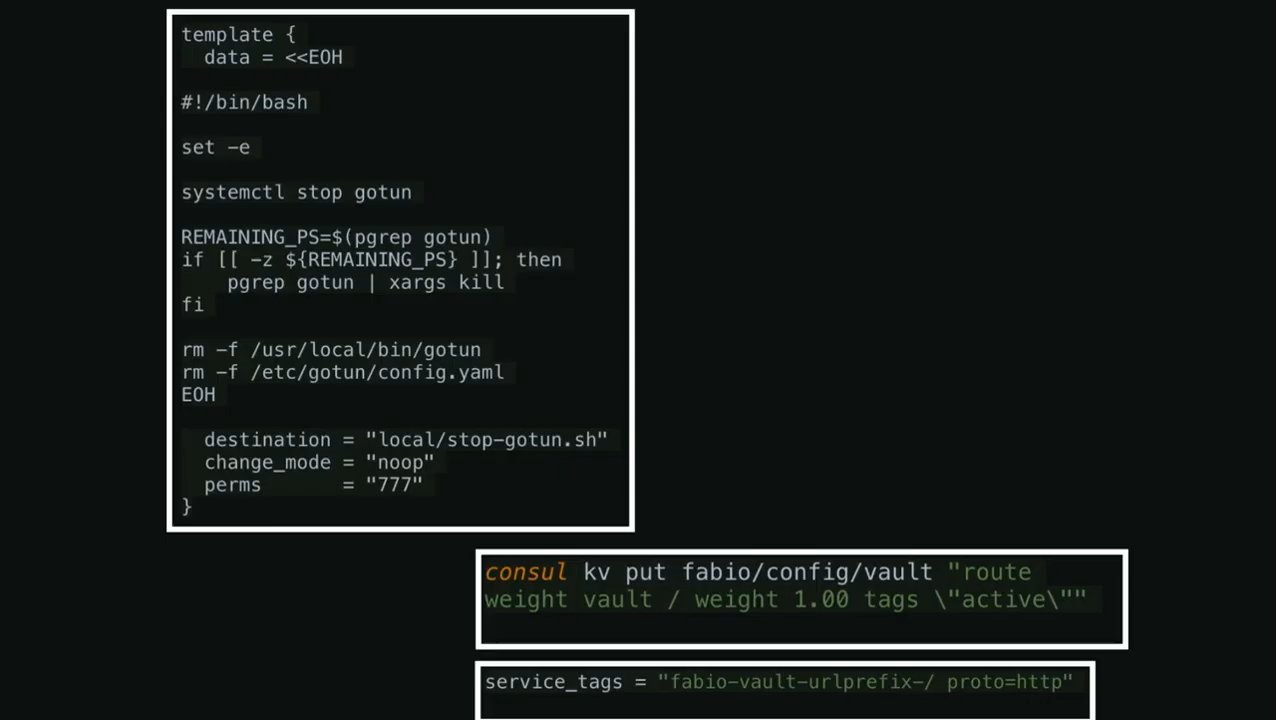 template {
  data = <<EOH
#!/bin/bash
set -e
systemctl stop gotun
REMAINING_PS=$(pgrep gotun)
if [[ -z ${REMAINING_PS} ]]; then
    pgrep gotun | xargs kill
fi
rm -f /usr/local/bin/gotun
rm -f /etc/gotun/config.yaml
EOH
  destination = "local/stop-gotun.sh"
  change_mode = "noop"
  perms       = "777"
}
consul kv put fabio/config/vault "route
weight vault / weight 1.00 tags \"active\""
service_tags = "fabio-vault-urlprefix-/ proto=http"